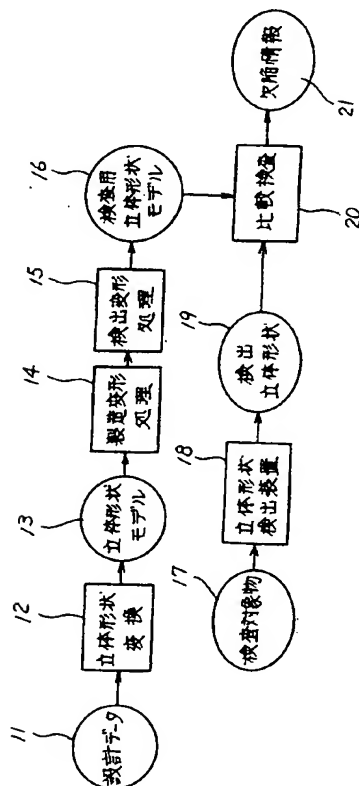 11
設計データ
12
立体形状
変換
13
立体形状
モデル
14
製造変形
処理
15
検出変形
処理
16
検査用
立体形状
モデル
17
検査対象物
18
立体形状
検出装置
19
検出
立体形状
比較検査
20
欠陥情報
21